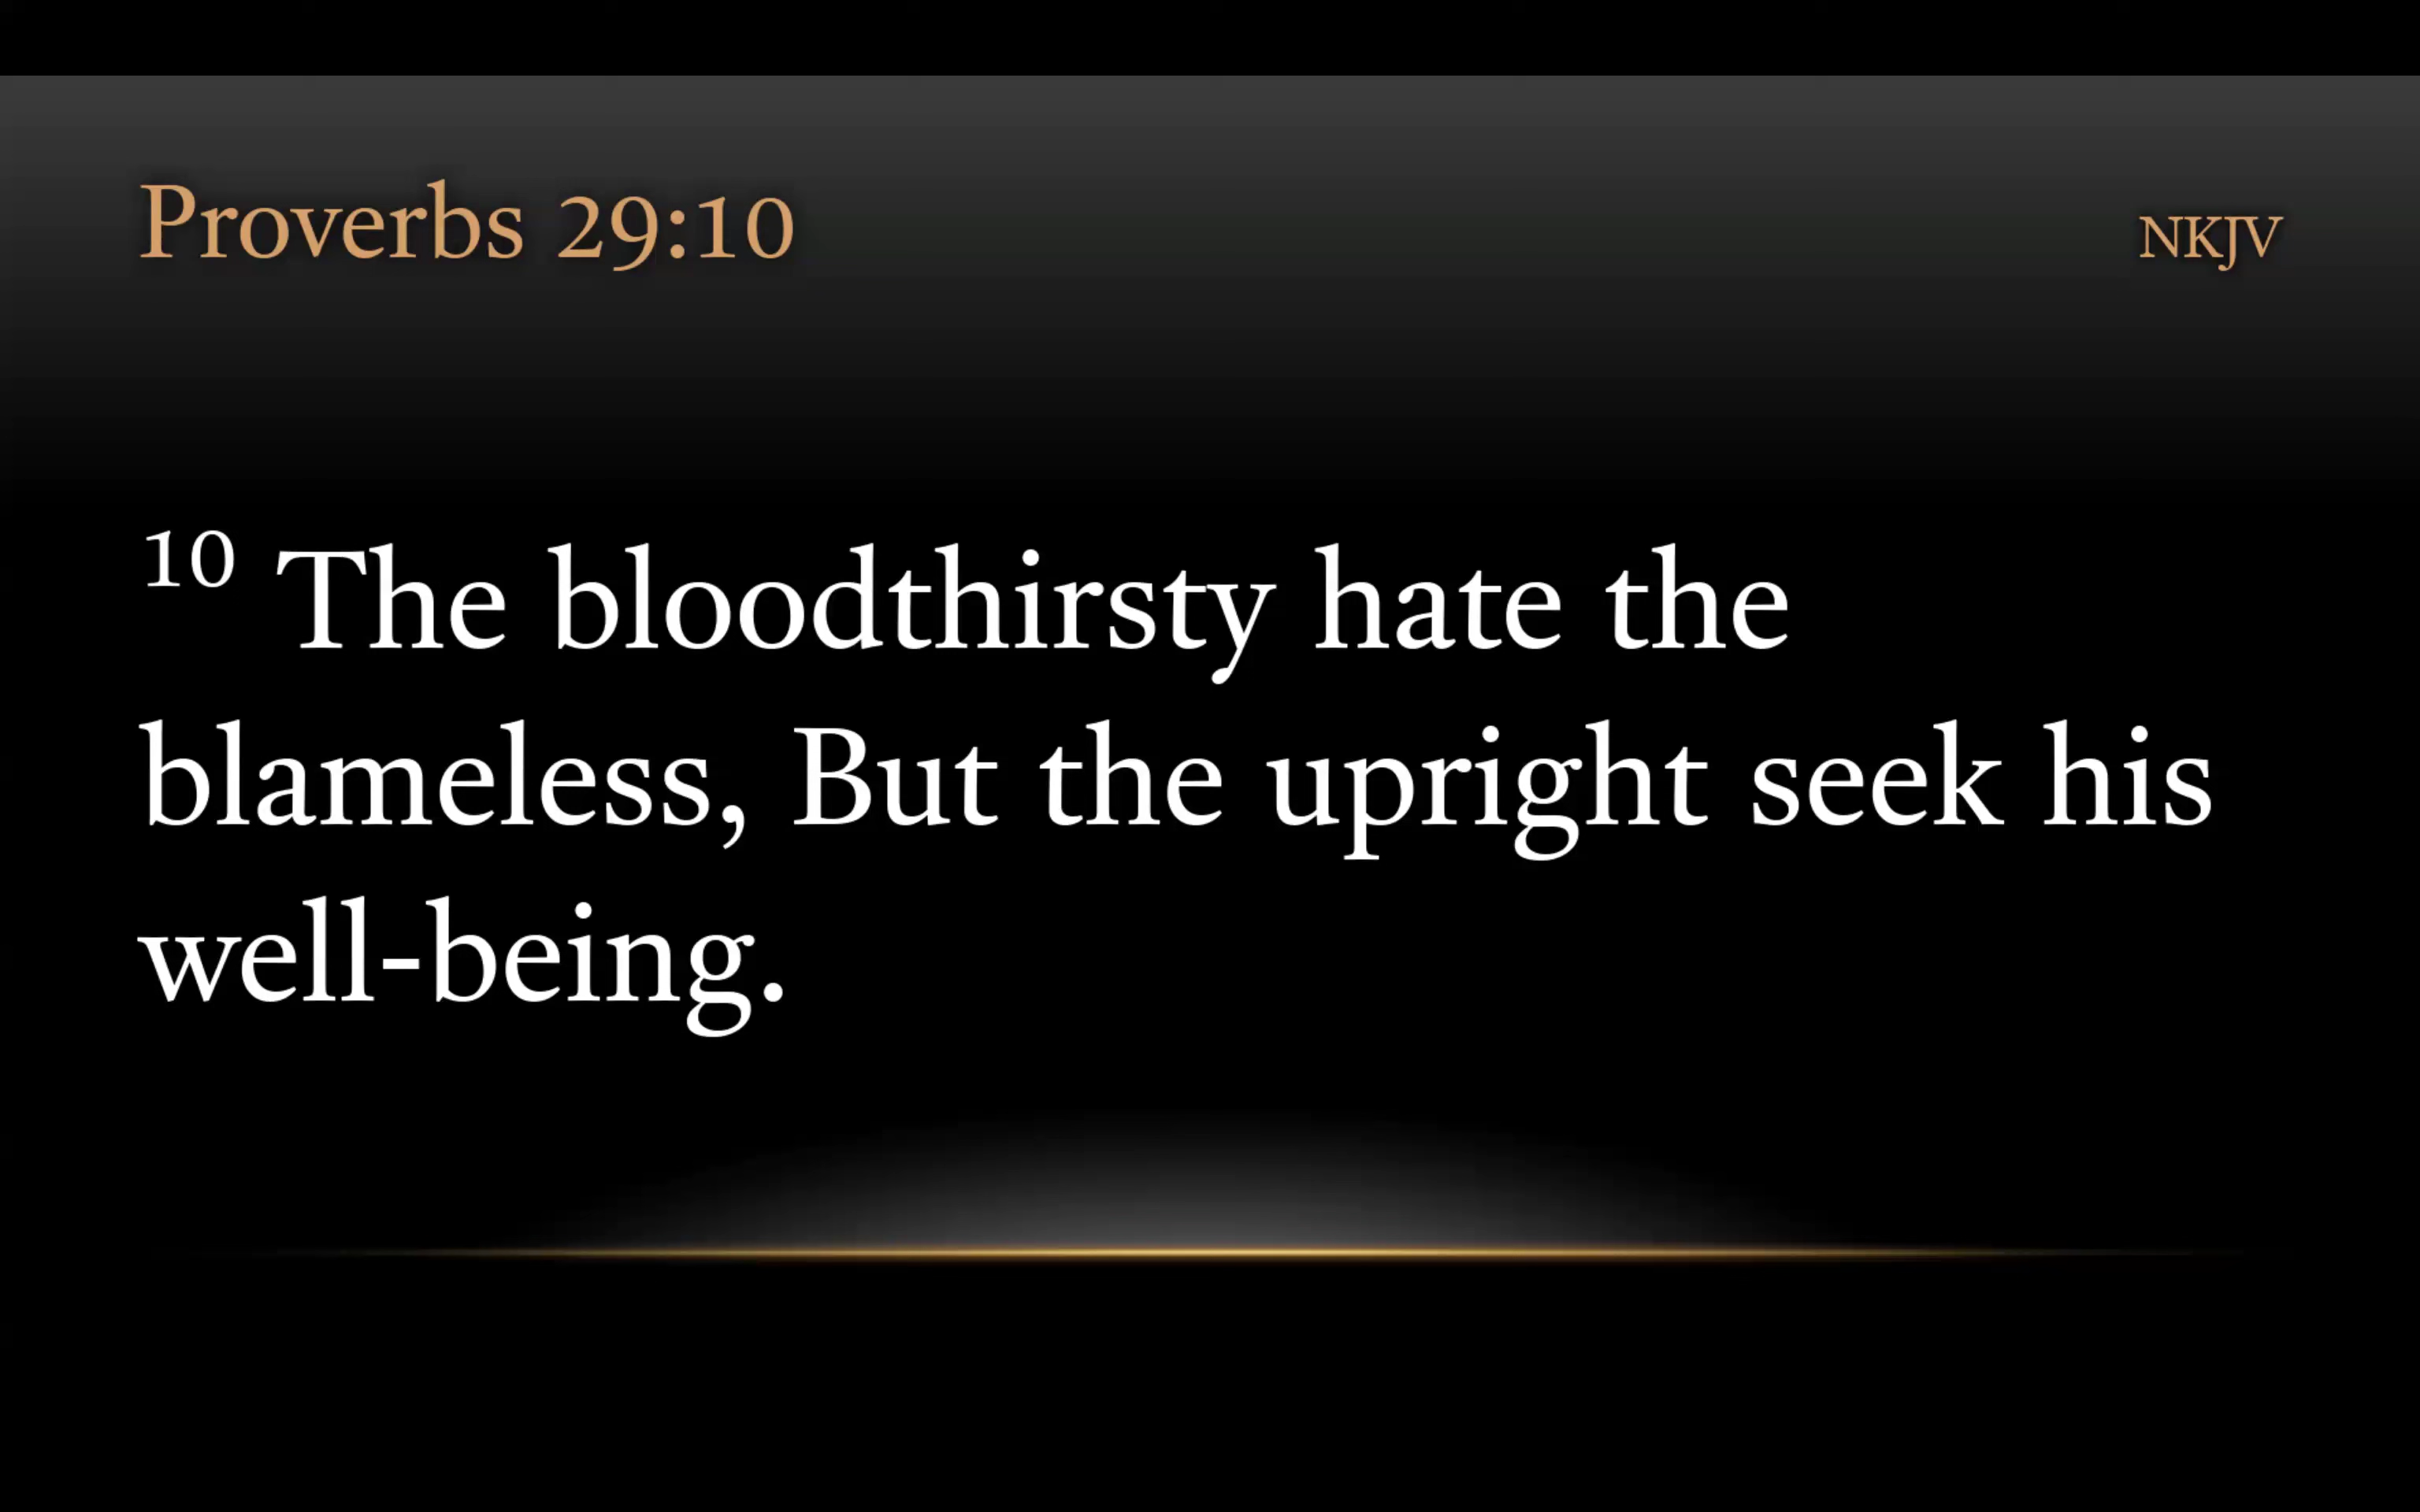 Proverbs 29:10
NKJV
10 The bloodthirsty hate the
blameless, But the upright seek his
well-being.